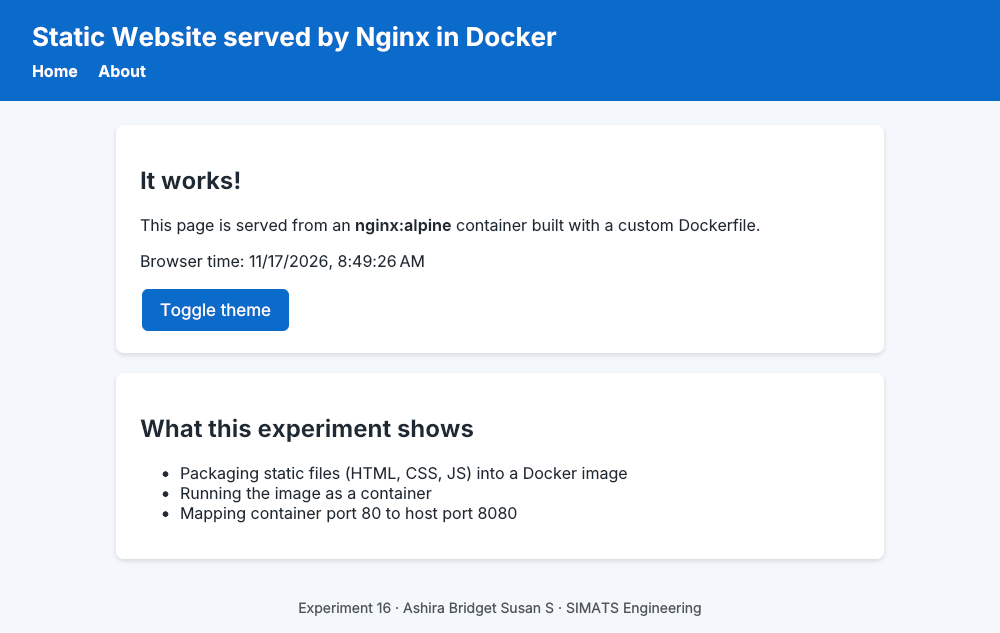 Static Website served by Nginx in Docker
Home About
It works!
This page is served from an nginx:alpine container built with a custom Dockerfile.
Browser time: 11/17/2026, 8:49:26 AM
Toggle theme
What this experiment shows
• Packaging static files (HTML, CSS, JS) into a Docker image
• Running the image as a container
• Mapping container port 80 to host port 8080
Experiment 16 · Ashira Bridget Susan S · SIMATS Engineering